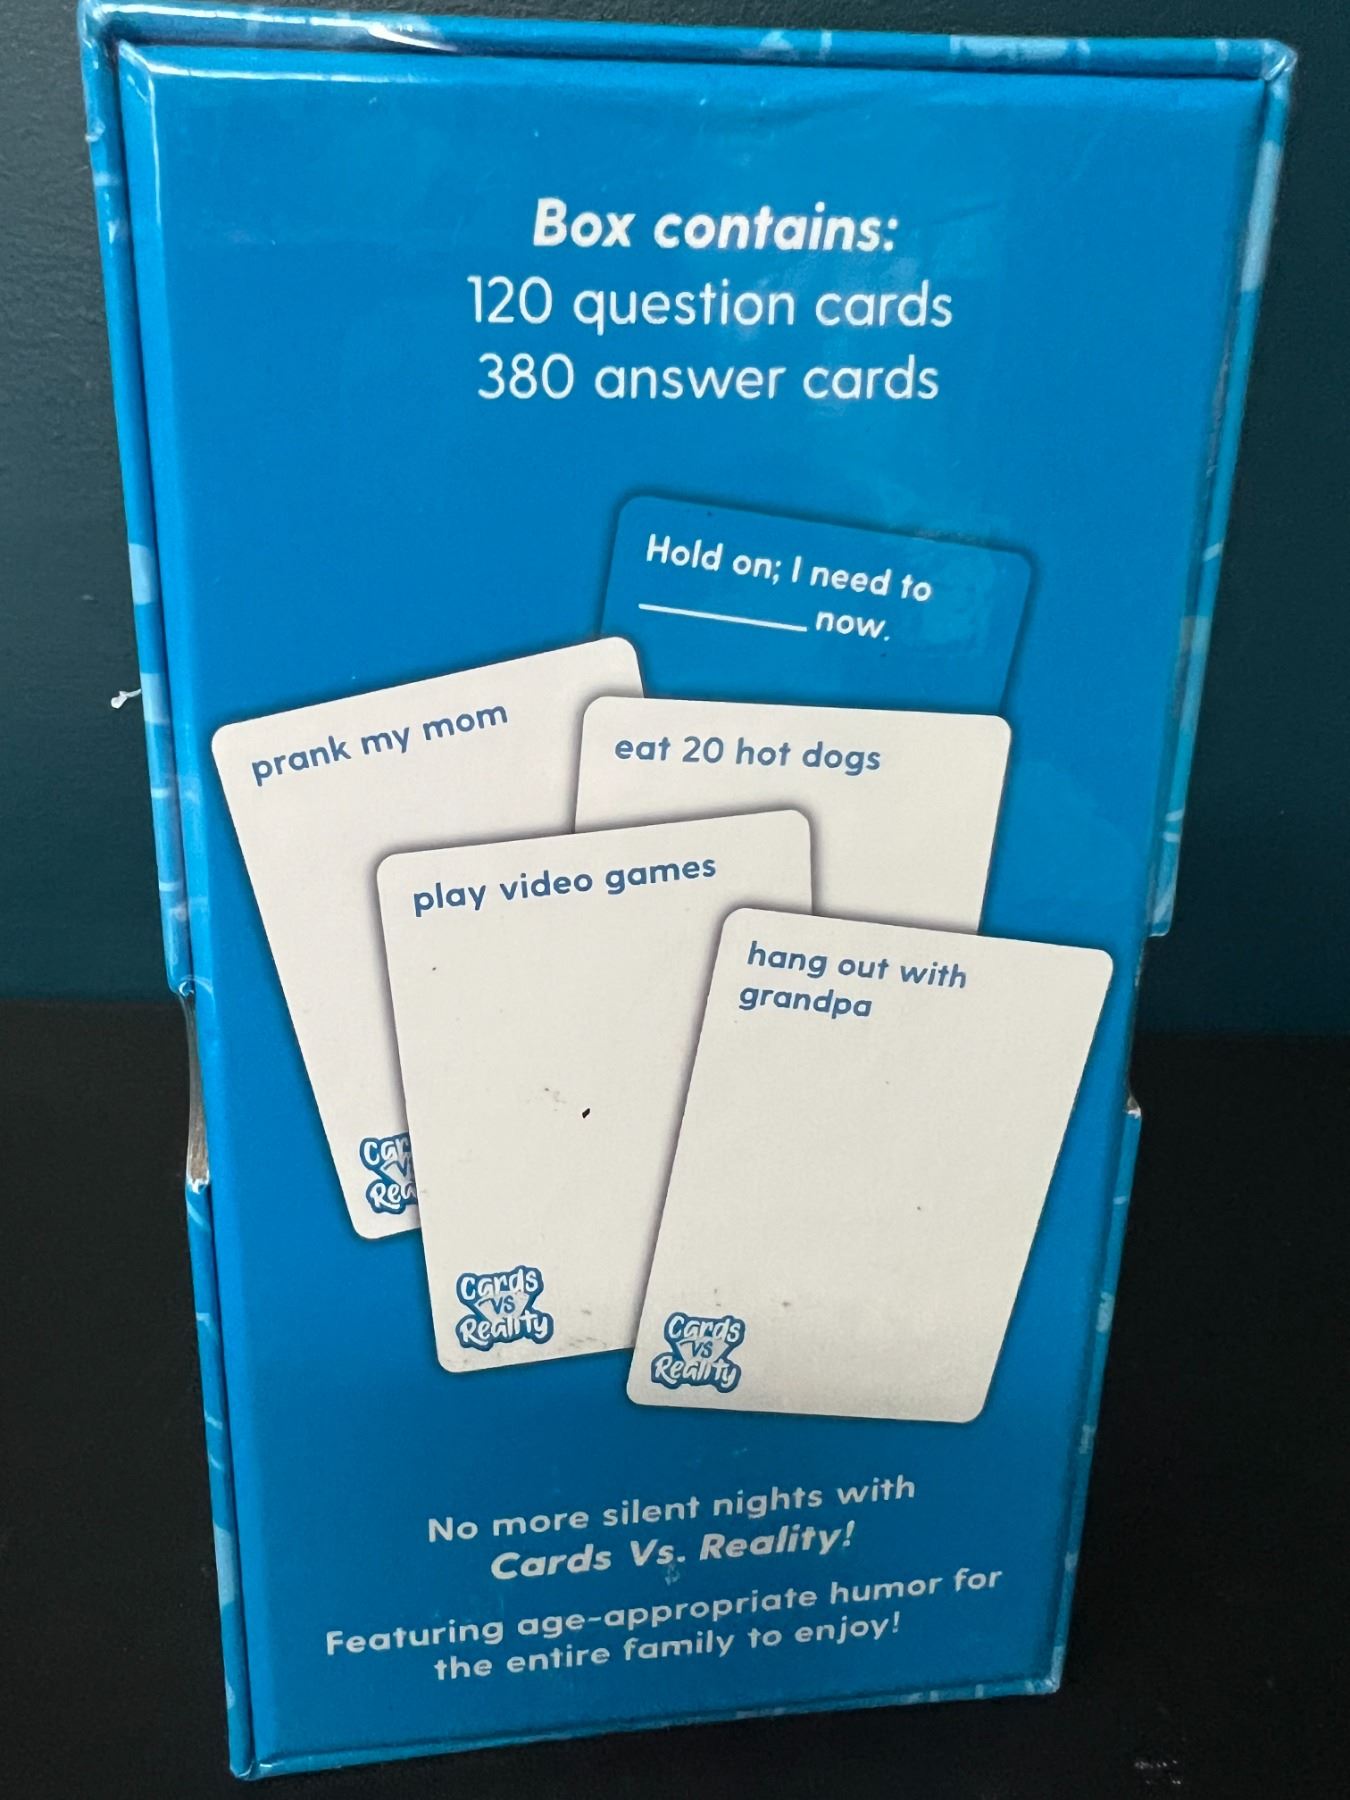 Box contains:
120 question cards
380 answer cards
Hold on; I need to
________ now.
prank my mom
eat 20 hot dogs
play video games
hang out with
grandpa
Cards
VS
Reality
Cards
VS
Reality
No more silent nights with
Cards Vs. Reality!
Featuring age-appropriate humor for
the entire family to enjoy!